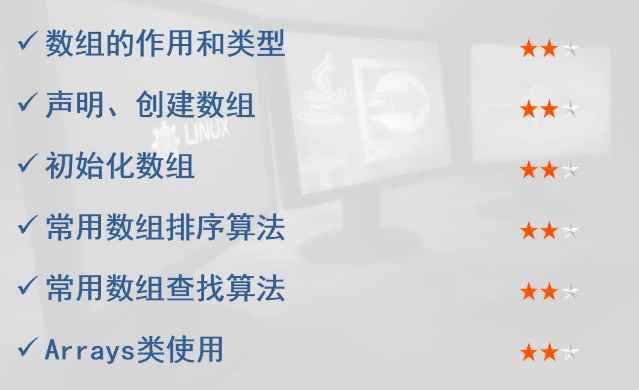 ✓ 数组的作用和类型 ★★☆
✓ 声明、创建数组 ★★☆
LINUX
✓ 初始化数组 ★★☆
✓ 常用数组排序算法 ★★☆
✓ 常用数组查找算法 ★★☆
✓ Arrays类使用 ★★☆